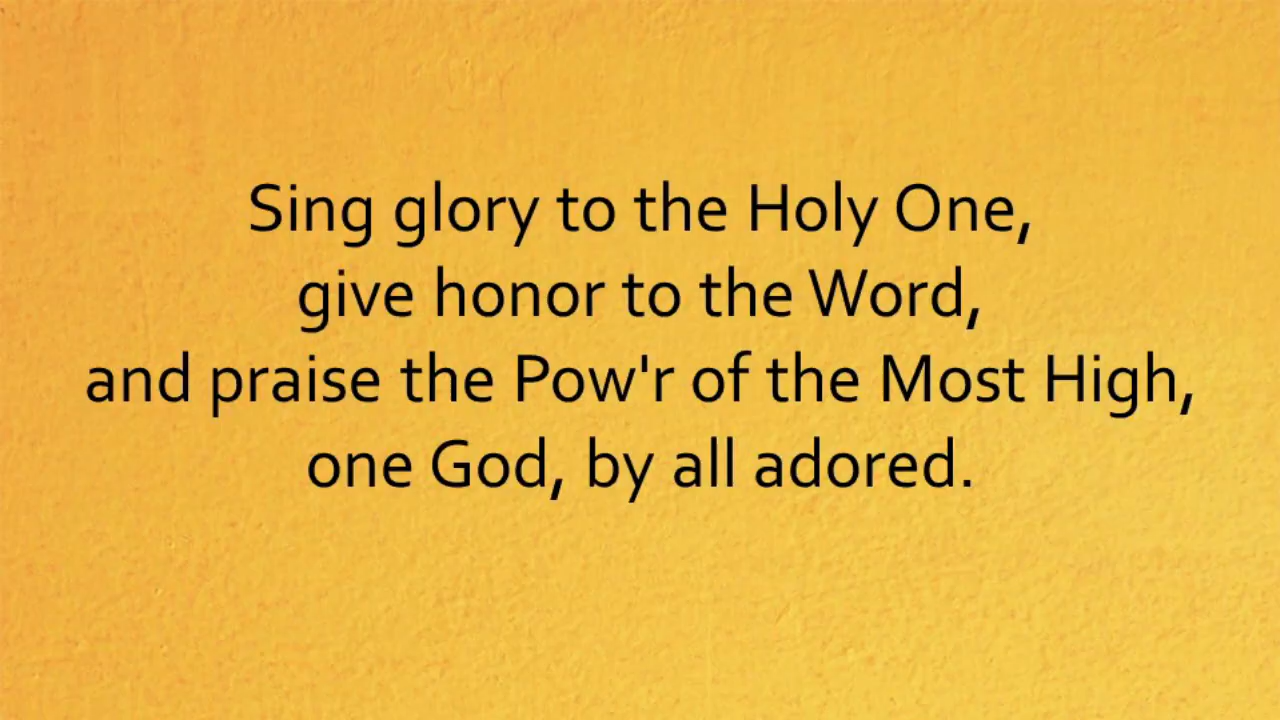 Sing glory to the Holy One,
give honor to the Word,
and praise the Pow'r of the Most High,
one God, by all adored.